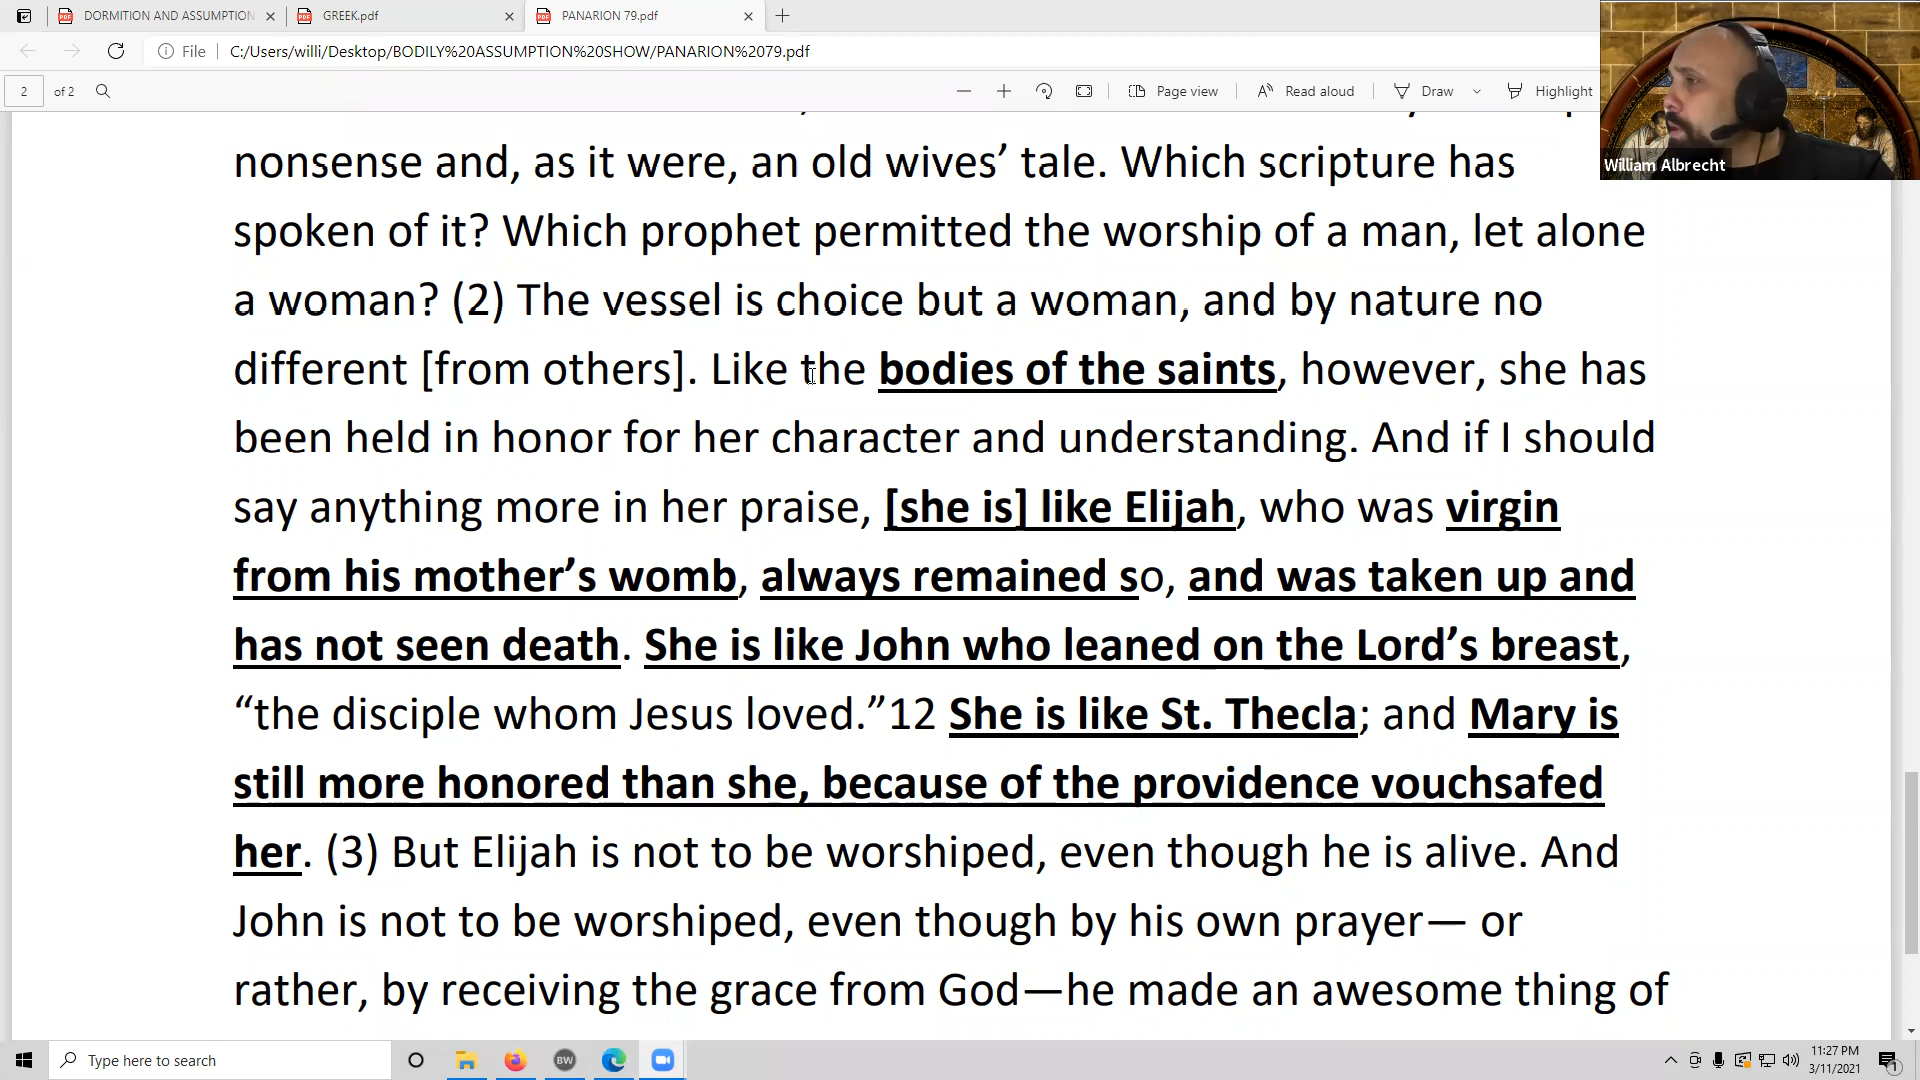 DORMITION AND ASSUMPTION
GREEK.pdf
PANARION 79.pdf
File
C:/Users/willi/Desktop/BODILY%20ASSUMPTION%20SHOW/PANARION%2079.pdf
2 of 2
Page view
Read aloud
Draw
Highlight
William Albrecht
nonsense and, as it were, an old wives’ tale. Which scripture has
spoken of it? Which prophet permitted the worship of a man, let alone
a woman? (2) The vessel is choice but a woman, and by nature no
different [from others]. Like the bodies of the saints, however, she has
been held in honor for her character and understanding. And if I should
say anything more in her praise, [she is] like Elijah, who was virgin
from his mother’s womb, always remained so, and was taken up and
has not seen death. She is like John who leaned on the Lord’s breast,
“the disciple whom Jesus loved.”12 She is like St. Thecla; and Mary is
still more honored than she, because of the providence vouchsafed
her. (3) But Elijah is not to be worshiped, even though he is alive. And
John is not to be worshiped, even though by his own prayer— or
rather, by receiving the grace from God—he made an awesome thing of
Type here to search
BW
11:27 PM
3/11/2021
1